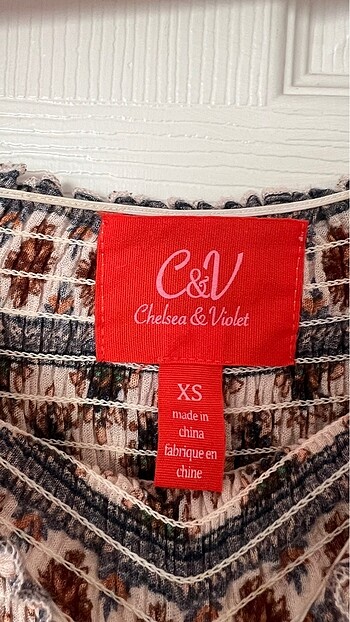 C&V
Chelsea & Violet
XS
made in
china
fabrique en
chine